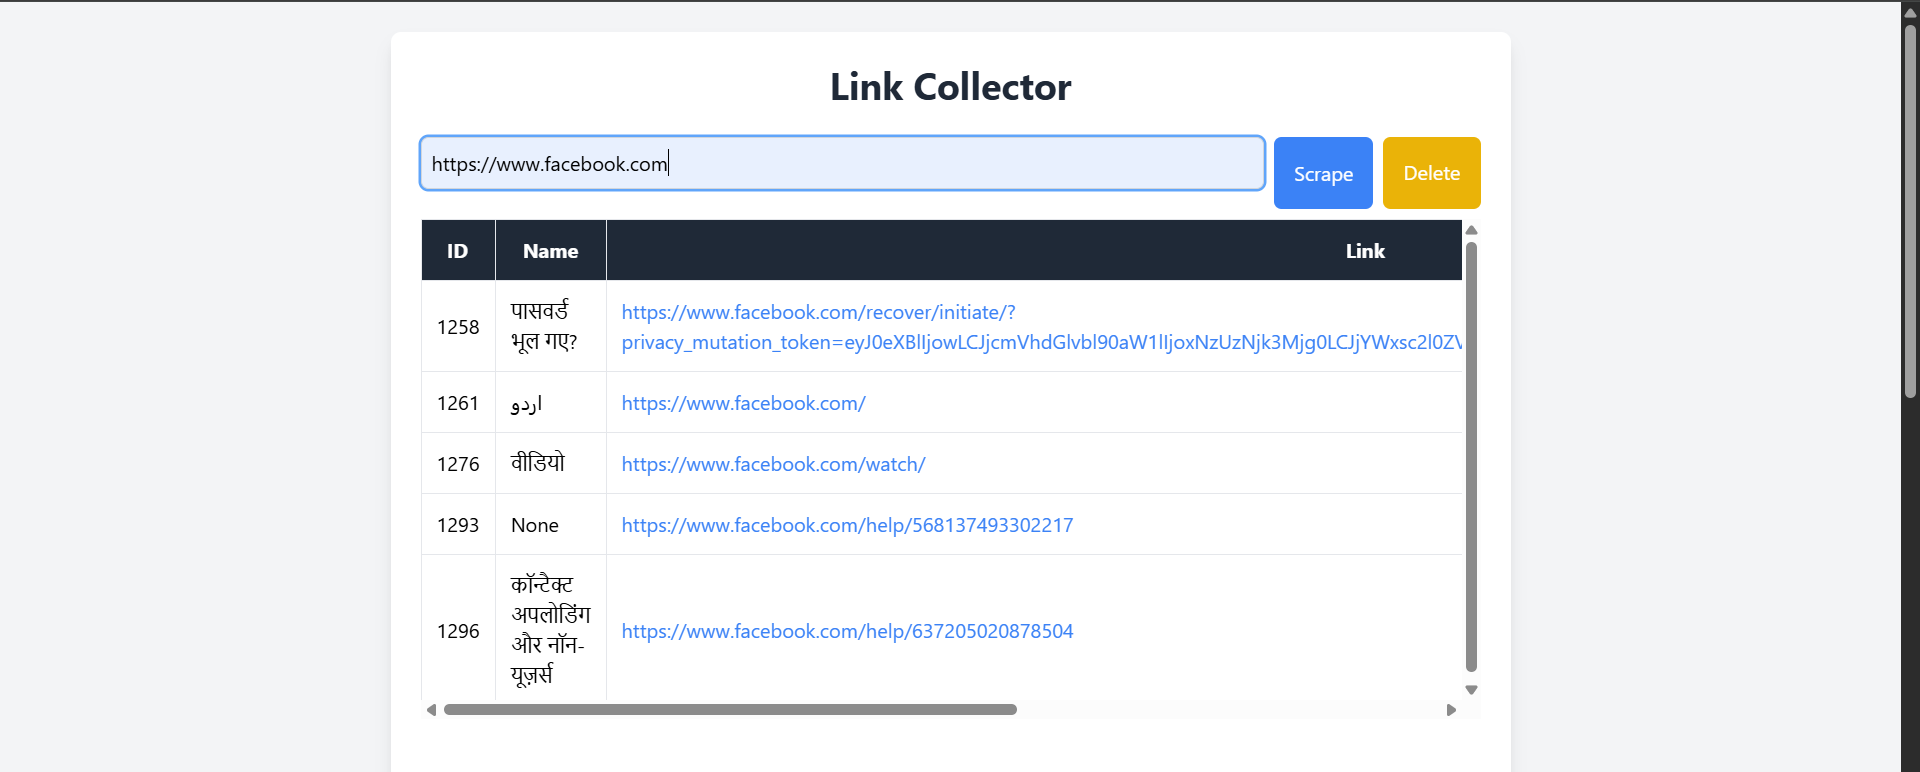 Link Collector
https://www.facebook.com
Scrape
Delete
ID
Name
Link
1258
पासवर्ड
भूल गए?
https://www.facebook.com/recover/initiate/?
privacy_mutation_token=eyJ0eXBlIjowLCJjcmVhdGlvbl90aW1lIjoxNzUzNjk3Mjg0LCJjYWxsc2l0ZV
1261
اردو
https://www.facebook.com/
1276
वीडियो
https://www.facebook.com/watch/
1293
None
https://www.facebook.com/help/568137493302217
1296
कॉन्टैक्ट
अपलोडिंग
और नॉन-
यूज़र्स
https://www.facebook.com/help/637205020878504